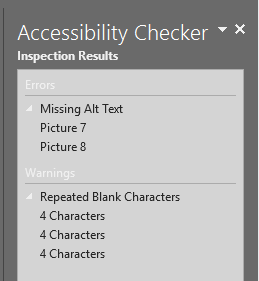 Accessibility Checker
Inspection Results
Errors
Missing Alt Text
Picture 7
Picture 8
Warnings
Repeated Blank Characters
4 Characters
4 Characters
4 Characters